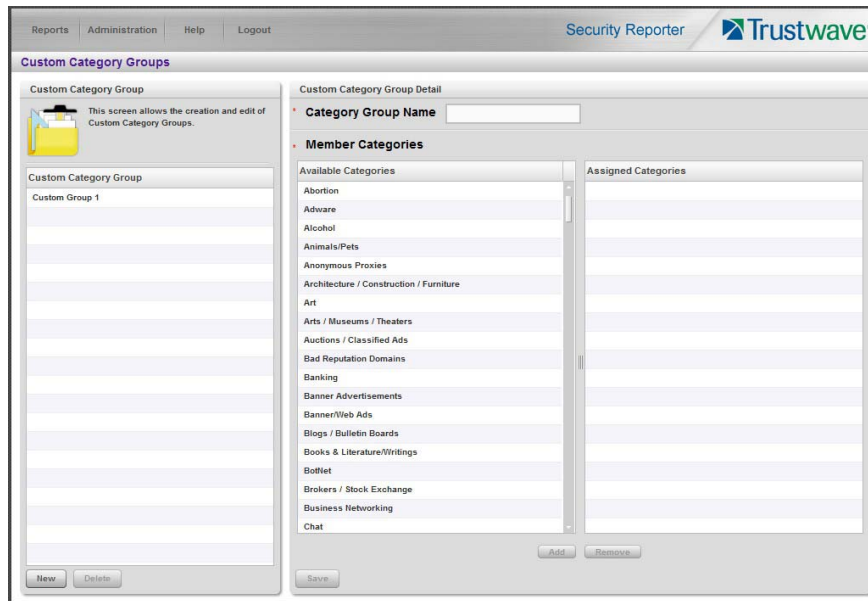 Reports Administration Help Logout
Security Reporter Trustwave
Custom Category Groups
Custom Category Group
This screen allows the creation and edit of
Custom Category Groups.
Custom Category Group
Custom Group 1
New Delete
Custom Category Group Detail
* Category Group Name
* Member Categories
Available Categories
Abortion
Adware
Alcohol
Animals/Pets
Anonymous Proxies
Architecture / Construction / Furniture
Art
Arts / Museums / Theaters
Auctions / Classified Ads
Bad Reputation Domains
Banking
Banner Advertisements
Banner/Web Ads
Blogs / Bulletin Boards
Books & Literature/Writings
BotNet
Brokers / Stock Exchange
Business Networking
Chat
Assigned Categories
Add Remove
Save